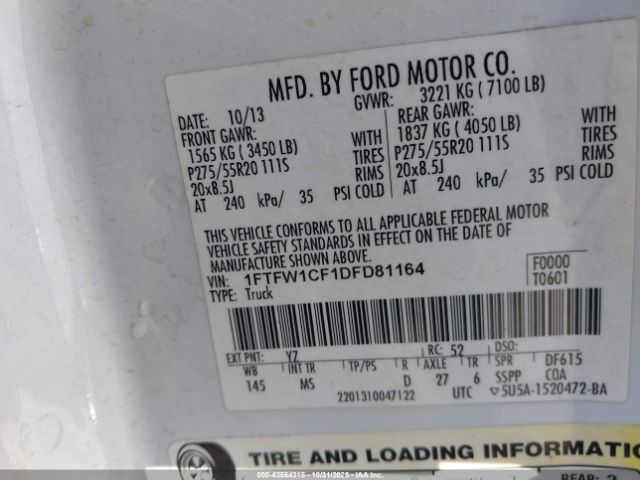 MFD. BY FORD MOTOR CO.
DATE: 10/13
GVWR: 3221 KG ( 7100 LB)
FRONT GAWR:
1565 KG ( 3450 LB) WITH
P275/55R20 111S TIRES
20x8.5J RIMS
AT 240 kPa/ 35 PSI COLD
REAR GAWR:
1837 KG ( 4050 LB) WITH
P275/55R20 111S TIRES
20x8.5J RIMS
AT 240 kPa/ 35 PSI COLD
THIS VEHICLE CONFORMS TO ALL APPLICABLE FEDERAL MOTOR
VEHICLE SAFETY STANDARDS IN EFFECT ON THE DATE OF
MANUFACTURE SHOWN ABOVE.
VIN: 1FTFW1CF1DFD81164
TYPE: Truck
F0000
T0601
EXT PNT: YZ RC: 52 DSO:
WB INT TR TP/PS R AXLE TR SPR DF615
145 MS D 27 6 SSPP COA
2201310047122 UTC 5U5A-1520472-BA
TIRE AND LOADING INFORMATIO
000-43564315 - 10/31/2025 - IAAI.com